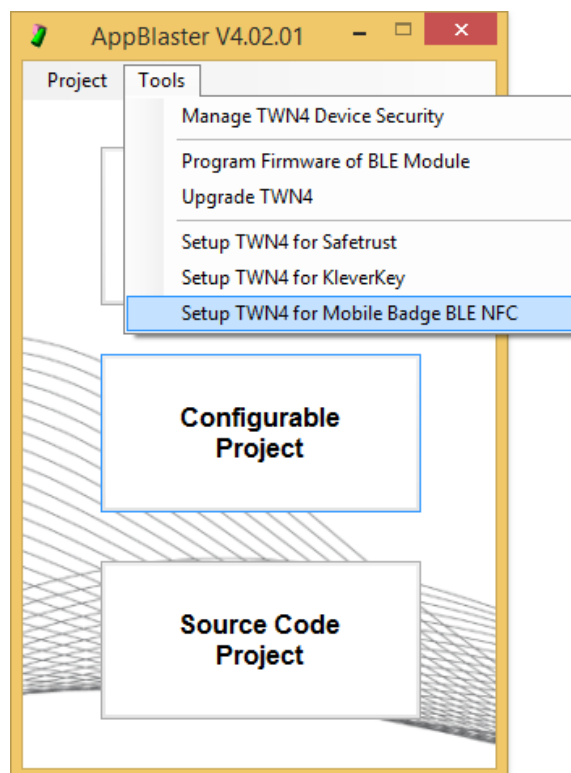 AppBlaster V4.02.01
Project Tools
Manage TWN4 Device Security
Program Firmware of BLE Module
Upgrade TWN4
Setup TWN4 for Safetrust
Setup TWN4 for KleverKey
Setup TWN4 for Mobile Badge BLE NFC
Configurable
Project
Source Code
Project